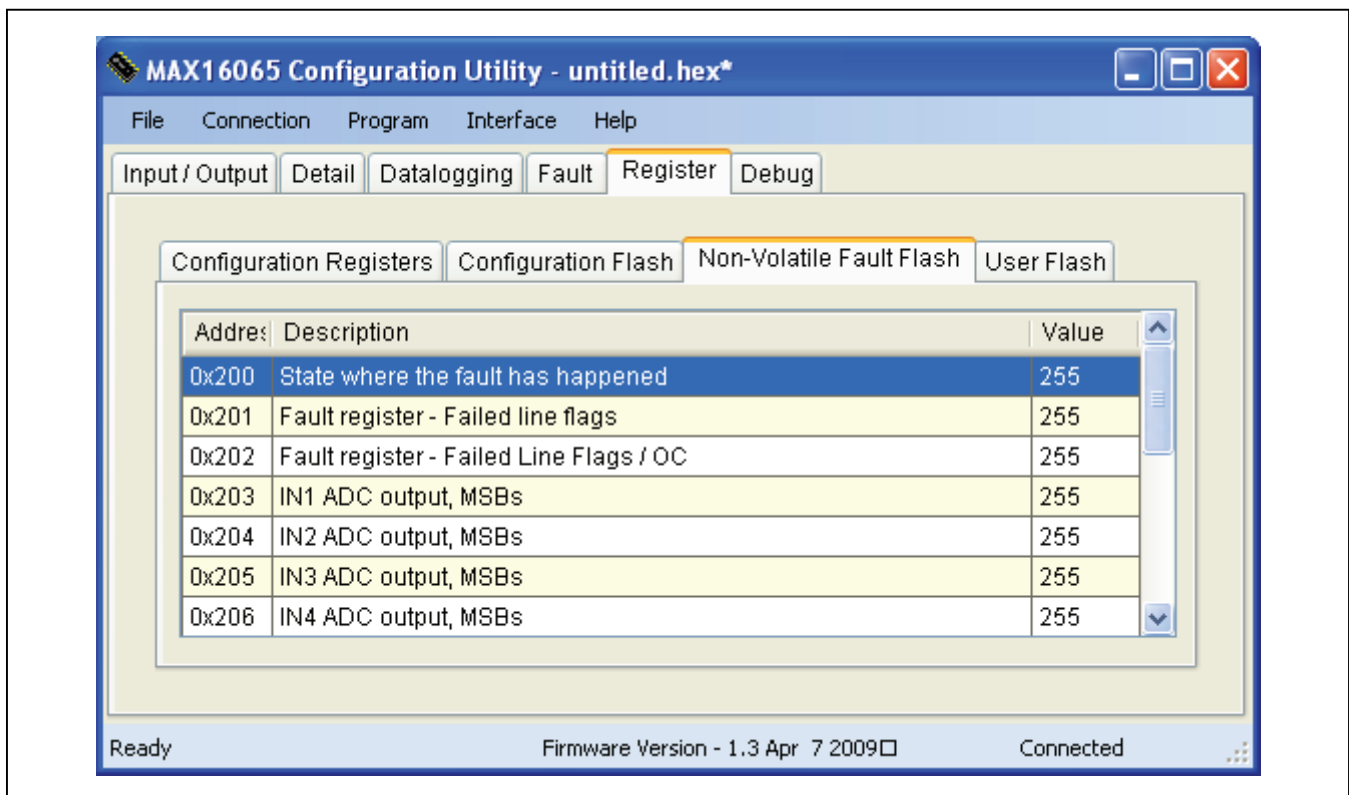 MAX16065 Configuration Utility - untitled.hex*
File Connection Program Interface Help
Input / Output Detail Datalogging Fault Register Debug
Configuration Registers Configuration Flash Non-Volatile Fault Flash User Flash
Addres Description Value
0x200 State where the fault has happened 255
0x201 Fault register - Failed line flags 255
0x202 Fault register - Failed Line Flags / OC 255
0x203 IN1 ADC output, MSBs 255
0x204 IN2 ADC output, MSBs 255
0x205 IN3 ADC output, MSBs 255
0x206 IN4 ADC output, MSBs 255
Ready Firmware Version - 1.3 Apr 7 2009□ Connected